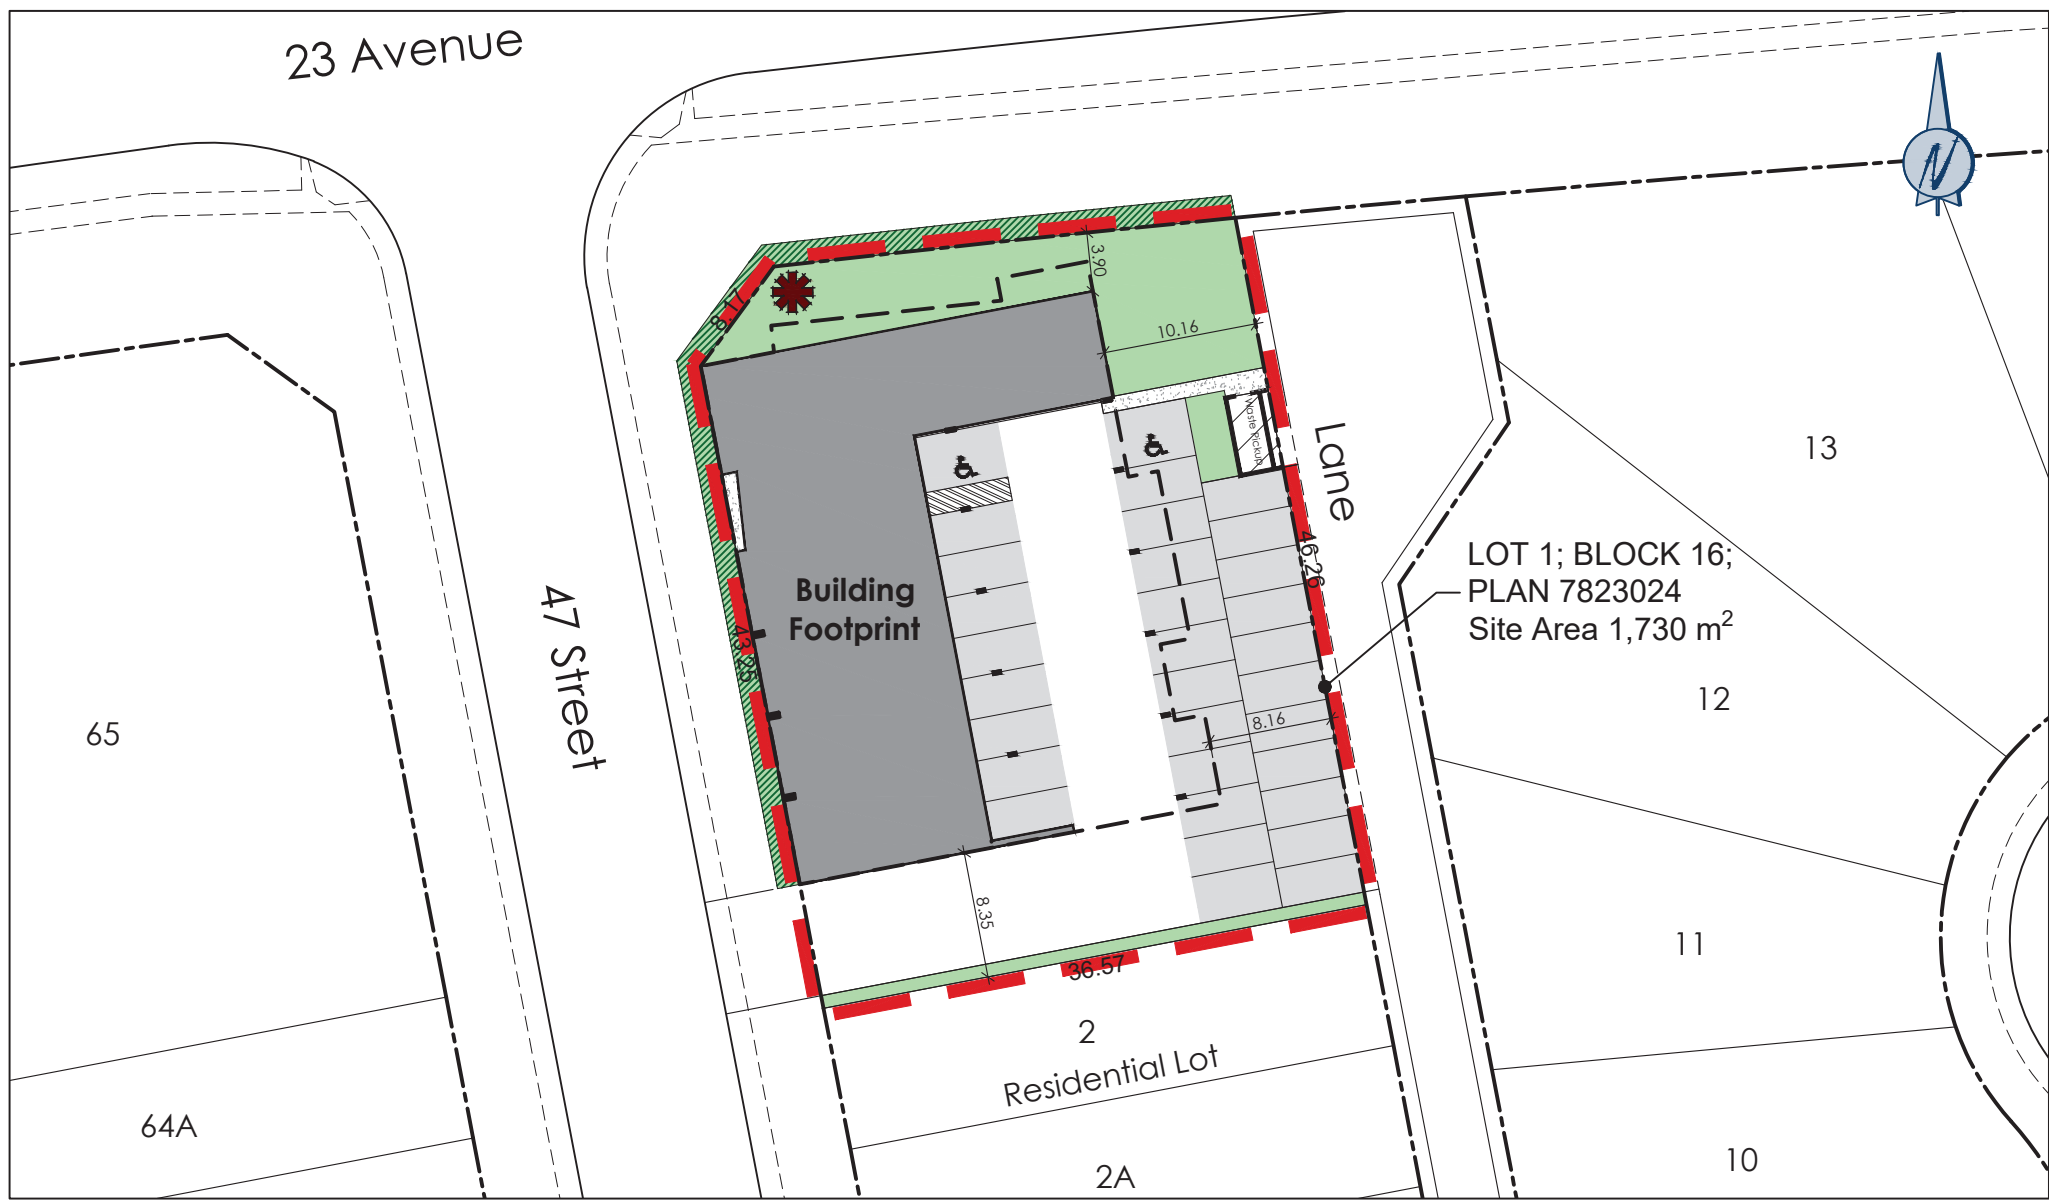 23 Avenue
N
8.17
3.90
10.16
Waste Pickup
Lane
13
46.26
LOT 1; BLOCK 16;
PLAN 7823024
Site Area 1,730 m²
Building
Footprint
47 Street
43.25
65
12
8.16
8.35
36.57
11
2
Residential Lot
64A
2A
10